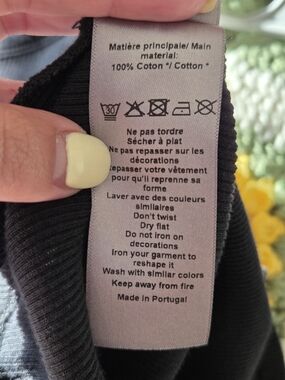 Matière principale/ Main
material:
100% Coton */ Cotton *
30
Ne pas tordre
Sécher à plat
Ne repasser sur les
décorations
Repasser votre vêtement
pour qu'il reprenne sa
forme
Laver avec des couleurs
similaires
Don't twist
Dry flat
Do not iron on
decorations
Iron your garment to
reshape it
Wash with similar colors
Keep away from fire
Made in Portugal